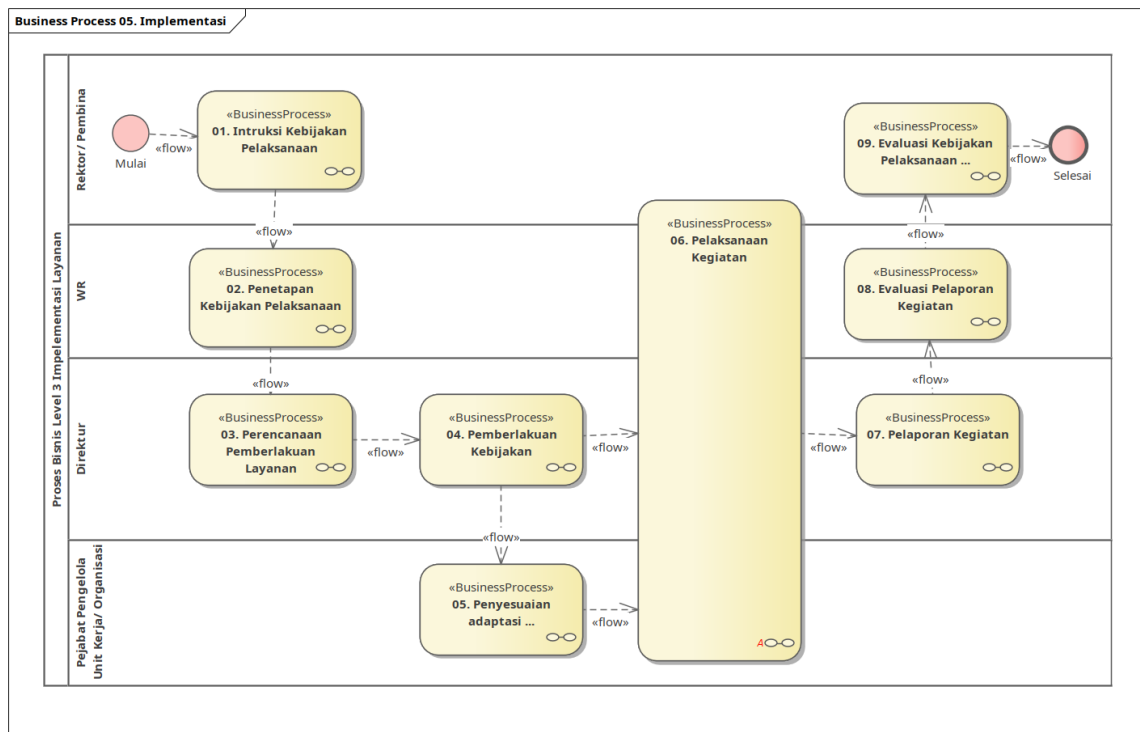 Business Process 05. Implementasi
Proses Bisnis Level 3 Impelementasi Layanan
Rektor / Pembina
Mulai
«flow»
«BusinessProcess»
01. Intruksi Kebijakan
Pelaksanaan
«flow»
«BusinessProcess»
09. Evaluasi Kebijakan
Pelaksanaan ...
«flow»
Selesai
WR
«BusinessProcess»
02. Penetapan
Kebijakan Pelaksanaan
«flow»
«BusinessProcess»
06. Pelaksanaan
Kegiatan
A
«flow»
«BusinessProcess»
08. Evaluasi Pelaporan
Kegiatan
«flow»
Direktur
«BusinessProcess»
03. Perencanaan
Pemberlakuan
Layanan
«flow»
«BusinessProcess»
04. Pemberlakuan
Kebijakan
«flow»
«flow»
«BusinessProcess»
07. Pelaporan Kegiatan
«flow»
Pejabat Pengelola
Unit Kerja/ Organisasi
«BusinessProcess»
05. Penyesuaian
adaptasi ...
«flow»